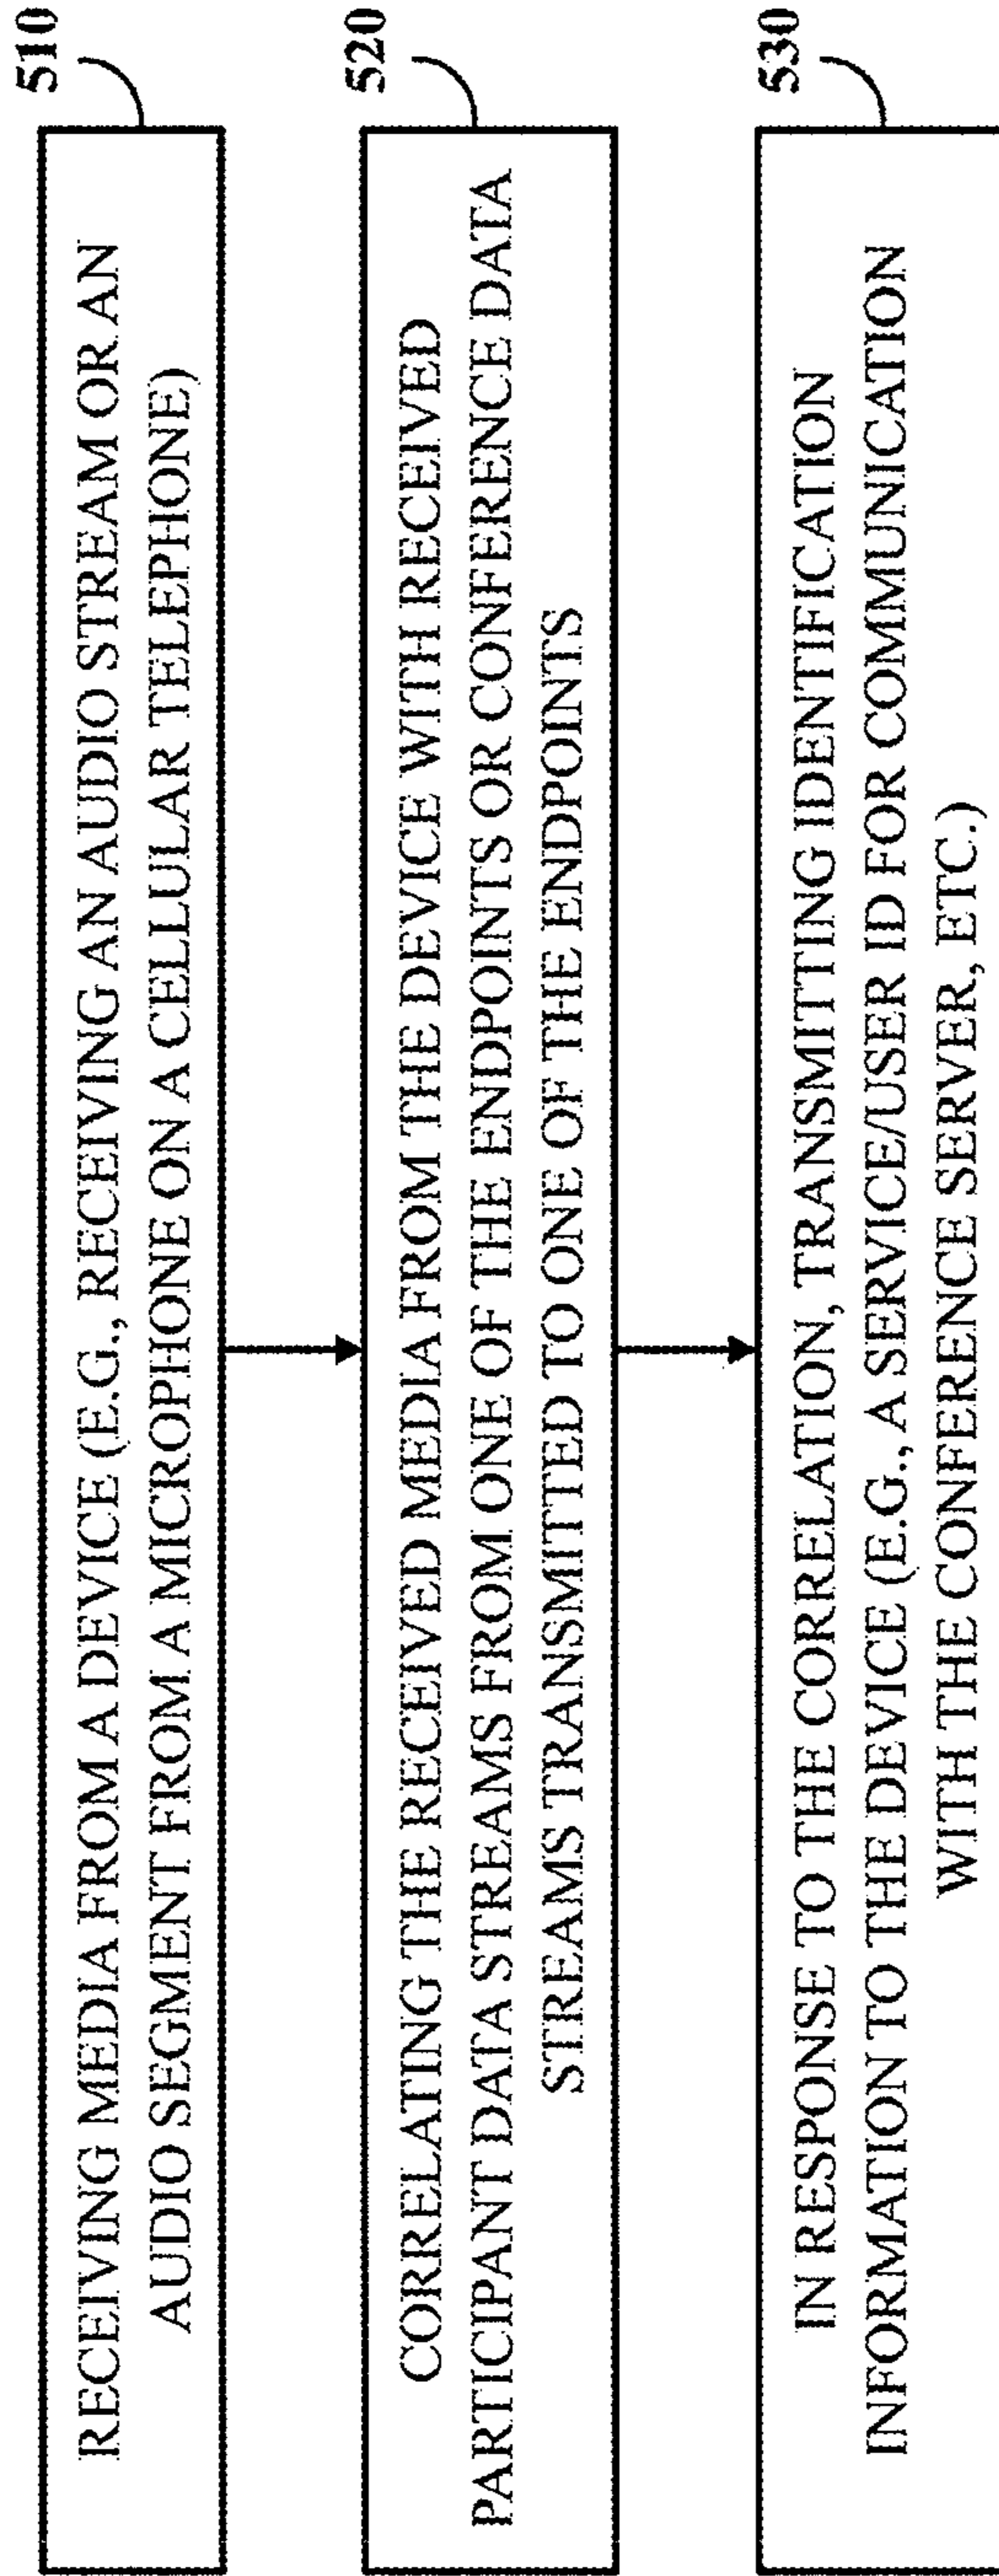 510
RECEIVING MEDIA FROM A DEVICE (E.G., RECEIVING AN AUDIO STREAM OR AN
AUDIO SEGMENT FROM A MICROPHONE ON A CELLULAR TELEPHONE)
520
CORRELATING THE RECEIVED MEDIA FROM THE DEVICE WITH RECEIVED
PARTICIPANT DATA STREAMS FROM ONE OF THE ENDPOINTS OR CONFERENCE DATA
STREAMS TRANSMITTED TO ONE OF THE ENDPOINTS
530
IN RESPONSE TO THE CORRELATION, TRANSMITTING IDENTIFICATION
INFORMATION TO THE DEVICE (E.G., A SERVICE/USER ID FOR COMMUNICATION
WITH THE CONFERENCE SERVER, ETC.)